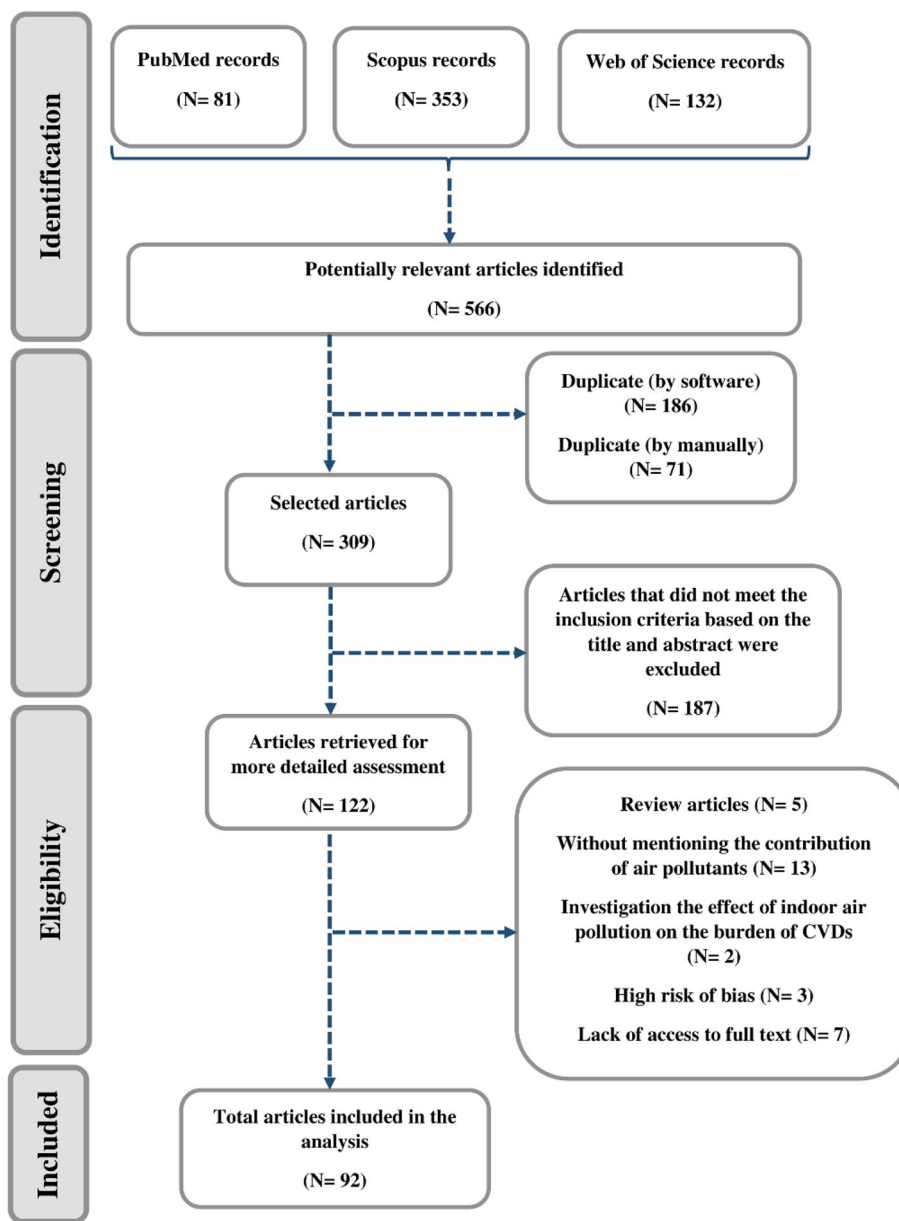 Identification
PubMed records
(N= 81)
Scopus records
(N= 353)
Web of Science records
(N= 132)
Potentially relevant articles identified
(N= 566)
Screening
Duplicate (by software)
(N= 186)
Duplicate (by manually)
(N= 71)
Selected articles
(N= 309)
Articles that did not meet the
inclusion criteria based on the
title and abstract were
excluded
(N= 187)
Eligibility
Articles retrieved for
more detailed assessment
(N= 122)
Review articles (N= 5)
Without mentioning the contribution
of air pollutants (N= 13)
Investigation the effect of indoor air
pollution on the burden of CVDs
(N= 2)
High risk of bias (N= 3)
Lack of access to full text (N= 7)
Included
Total articles included in the
analysis
(N= 92)